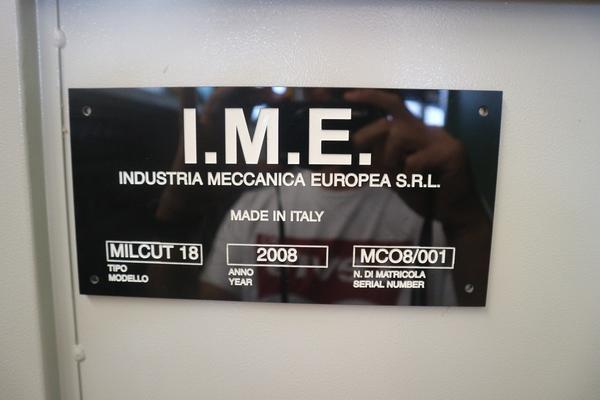 I.M.E.
INDUSTRIA MECCANICA EUROPEA S.R.L.
MADE IN ITALY
MILCUT 18 2008 MCO8/001
TIPO ANNO N. DI MATRICOLA
MODELLO YEAR SERIAL NUMBER